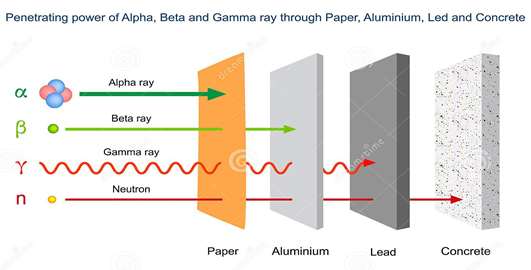 Penetrating power of Alpha, Beta and Gamma ray through Paper, Aluminium, Led and Concrete
α
Alpha ray
β
Beta ray
γ
Gamma ray
n
Neutron
Paper
Aluminium
Lead
Concrete
dreamstime